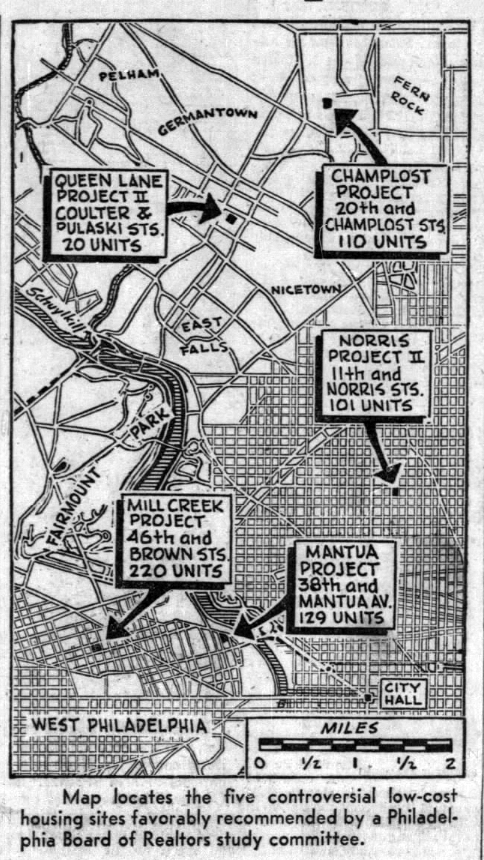 PELHAM
GERMANTOWN
FERN
ROCK
QUEEN LANE
PROJECT II
COULTER &
PULASKI STS.
20 UNITS
CHAMPLOST
PROJECT
20th and
CHAMPLOST STS.
110 UNITS
NICETOWN
Schuylkill
EAST
FALLS
NORRIS
PROJECT II
11th and
NORRIS STS.
101 UNITS
FAIRMOUNT
PARK
MILL CREEK
PROJECT
46th and
BROWN STS.
220 UNITS
MANTUA
PROJECT
38th and
MANTUA AV.
129 UNITS
CITY
HALL
WEST PHILADELPHIA
MILES
0 1/2 1 1/2 2
Map locates the five controversial low-cost
housing sites favorably recommended by a Philadel-
phia Board of Realtors study committee.